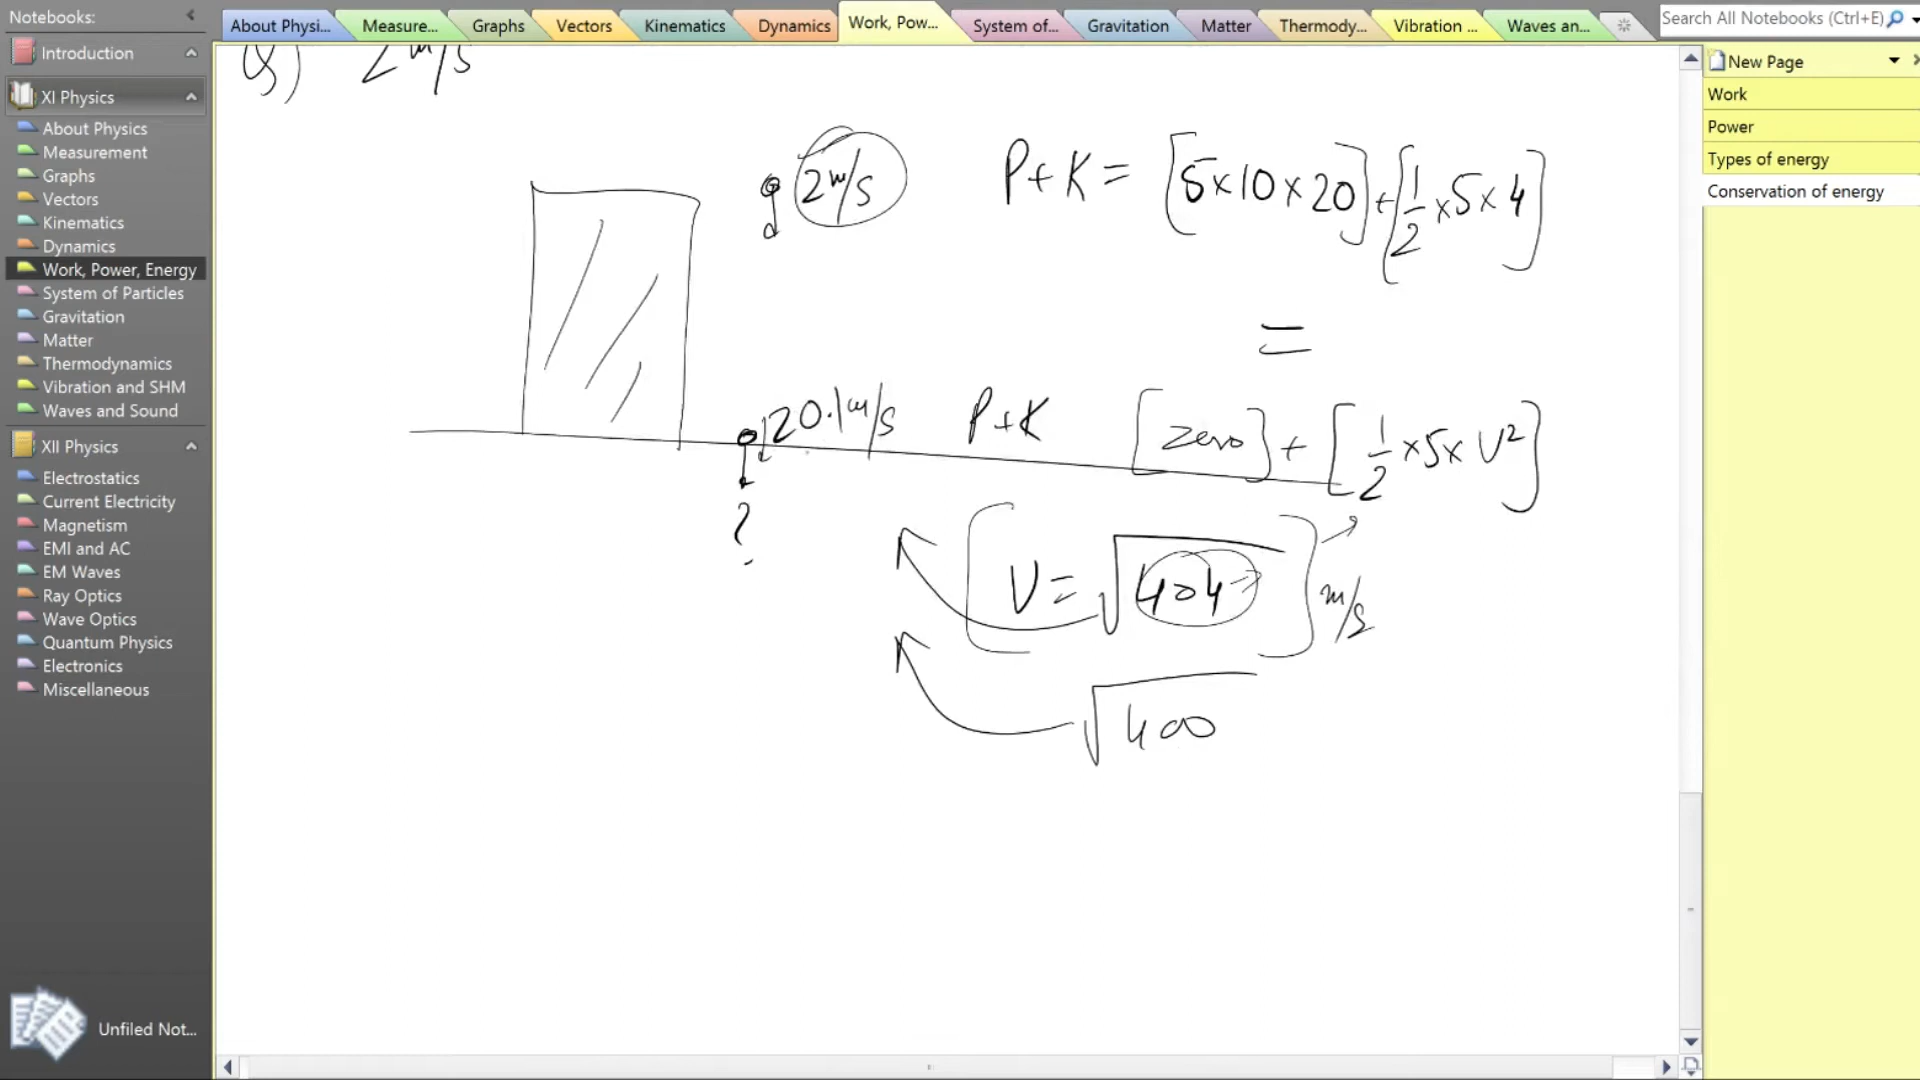 Notebooks:
Introduction
XI Physics
About Physics
Measurement
Graphs
Vectors
Kinematics
Dynamics
Work, Power, Energy
System of Particles
Gravitation
Matter
Thermodynamics
Vibration and SHM
Waves and Sound
XII Physics
Electrostatics
Current Electricity
Magnetism
EMI and AC
EM Waves
Ray Optics
Wave Optics
Quantum Physics
Electronics
Miscellaneous
Unfiled Not...
About Physi... Measure... Graphs Vectors Kinematics Dynamics Work, Pow... System of... Gravitation Matter Thermody... Vibration ... Waves an...
Search All Notebooks (Ctrl+E)
New Page
Work
Power
Types of energy
Conservation of energy
2 m/s
2 m/s P+K = [5×10×20]+[1/2×5×4]
=
20.1 m/s P+K [zero] + [1/2×5×V²]
?
[V=√404] m/s
√400